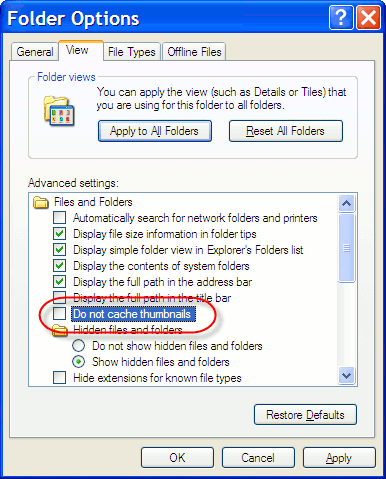 Folder Options
General
View
File Types
Offline Files
Folder views
You can apply the view (such as Details or Tiles) that
you are using for this folder to all folders.
Apply to All Folders
Reset All Folders
Advanced settings:
Files and Folders
Automatically search for network folders and printers
Display file size information in folder tips
Display simple folder view in Explorer's Folders list
Display the contents of system folders
Display the full path in the address bar
Display the full path in the title bar
Do not cache thumbnails
Hidden files and folders
Do not show hidden files and folders
Show hidden files and folders
Hide extensions for known file types
Restore Defaults
OK
Cancel
Apply